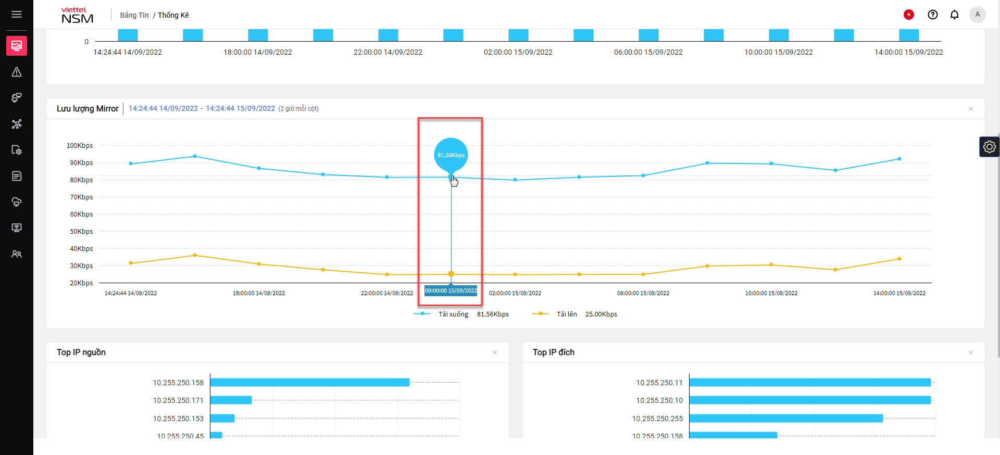 viettel
NSM
Bảng Tin / Thống Kê
A
0
14:24:44 14/09/2022
18:00:00 14/09/2022
22:00:00 14/09/2022
02:00:00 15/09/2022
06:00:00 15/09/2022
10:00:00 15/09/2022
14:00:00 15/09/2022
Lưu lượng Mirror
14:24:44 14/09/2022 - 14:24:44 15/09/2022 (2 giờ mỗi cột)
100Kbps
90Kbps
80Kbps
70Kbps
60Kbps
50Kbps
40Kbps
30Kbps
20Kbps
81.56Kbps
14:24:44 14/09/2022
18:00:00 14/09/2022
22:00:00 14/09/2022
00:00:00 15/09/2022
02:00:00 15/09/2022
06:00:00 15/09/2022
10:00:00 15/09/2022
14:00:00 15/09/2022
Tải xuống 81.56Kbps
Tải lên 25.00Kbps
Top IP nguồn
10.255.250.158
10.255.250.171
10.255.250.153
10.255.250.45
Top IP đích
10.255.250.11
10.255.250.10
10.255.250.255
10.255.250.158